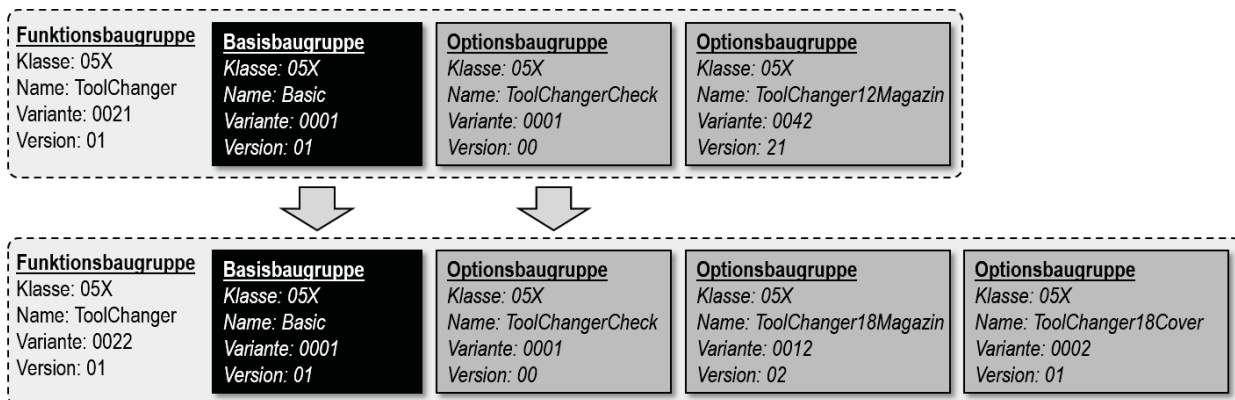 Funktionsbaugruppe
Klasse: 05X
Name: ToolChanger
Variante: 0021
Version: 01
Basisbaugruppe
Klasse: 05X
Name: Basic
Variante: 0001
Version: 01
Optionsbaugruppe
Klasse: 05X
Name: ToolChangerCheck
Variante: 0001
Version: 00
Optionsbaugruppe
Klasse: 05X
Name: ToolChanger12Magazin
Variante: 0042
Version: 21
Funktionsbaugruppe
Klasse: 05X
Name: ToolChanger
Variante: 0022
Version: 01
Basisbaugruppe
Klasse: 05X
Name: Basic
Variante: 0001
Version: 01
Optionsbaugruppe
Klasse: 05X
Name: ToolChangerCheck
Variante: 0001
Version: 00
Optionsbaugruppe
Klasse: 05X
Name: ToolChanger18Magazin
Variante: 0012
Version: 02
Optionsbaugruppe
Klasse: 05X
Name: ToolChanger18Cover
Variante: 0002
Version: 01